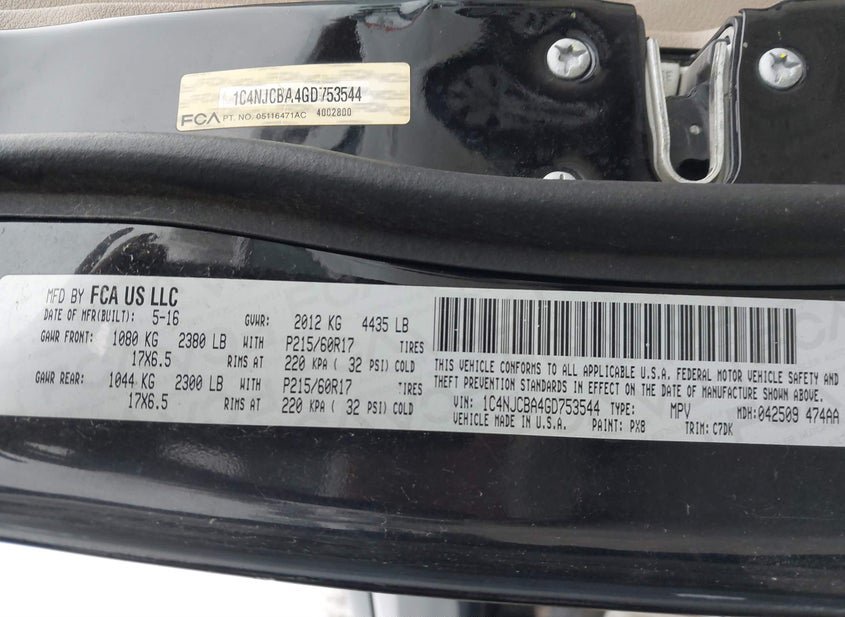 1C4NJCBA4GD753544
FCA PT. NO. 05116471AC 4002800
MFD BY FCA US LLC
DATE OF MFR(BUILT): 5-16 GVWR: 2012 KG 4435 LB
GAWR FRONT: 1080 KG 2380 LB WITH P215/60R17 TIRES
17X6.5 RIMS AT 220 KPA ( 32 PSI) COLD
GAWR REAR: 1044 KG 2300 LB WITH P215/60R17 TIRES
17X6.5 RIMS AT 220 KPA ( 32 PSI) COLD
THIS VEHICLE CONFORMS TO ALL APPLICABLE U.S.A. FEDERAL MOTOR VEHICLE SAFETY AND
THEFT PREVENTION STANDARDS IN EFFECT ON THE DATE OF MANUFACTURE SHOWN ABOVE.
VIN: 1C4NJCBA4GD753544 TYPE: MPV MDH: 042509 474AA
VEHICLE MADE IN U.S.A. PAINT: PX8 TRIM: C7DK